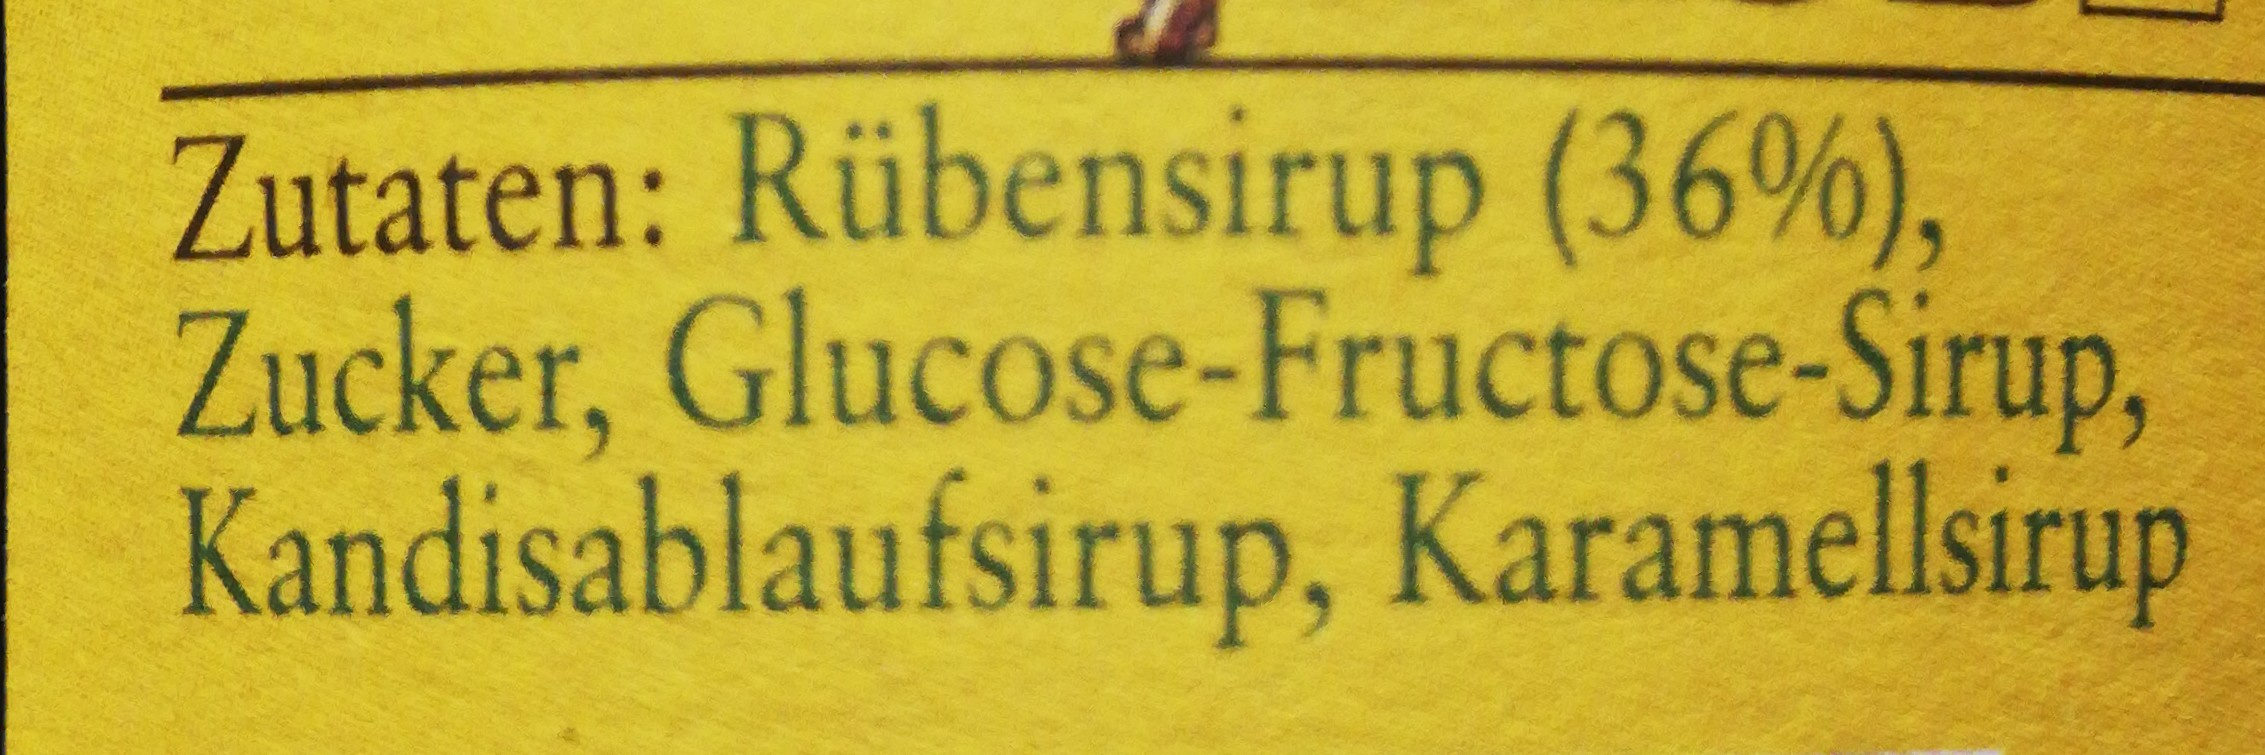 Zutaten: Rübensirup (36%),
Zucker, Glucose-Fructose-Sirup,
Kandisablaufsirup, Karamellsirup